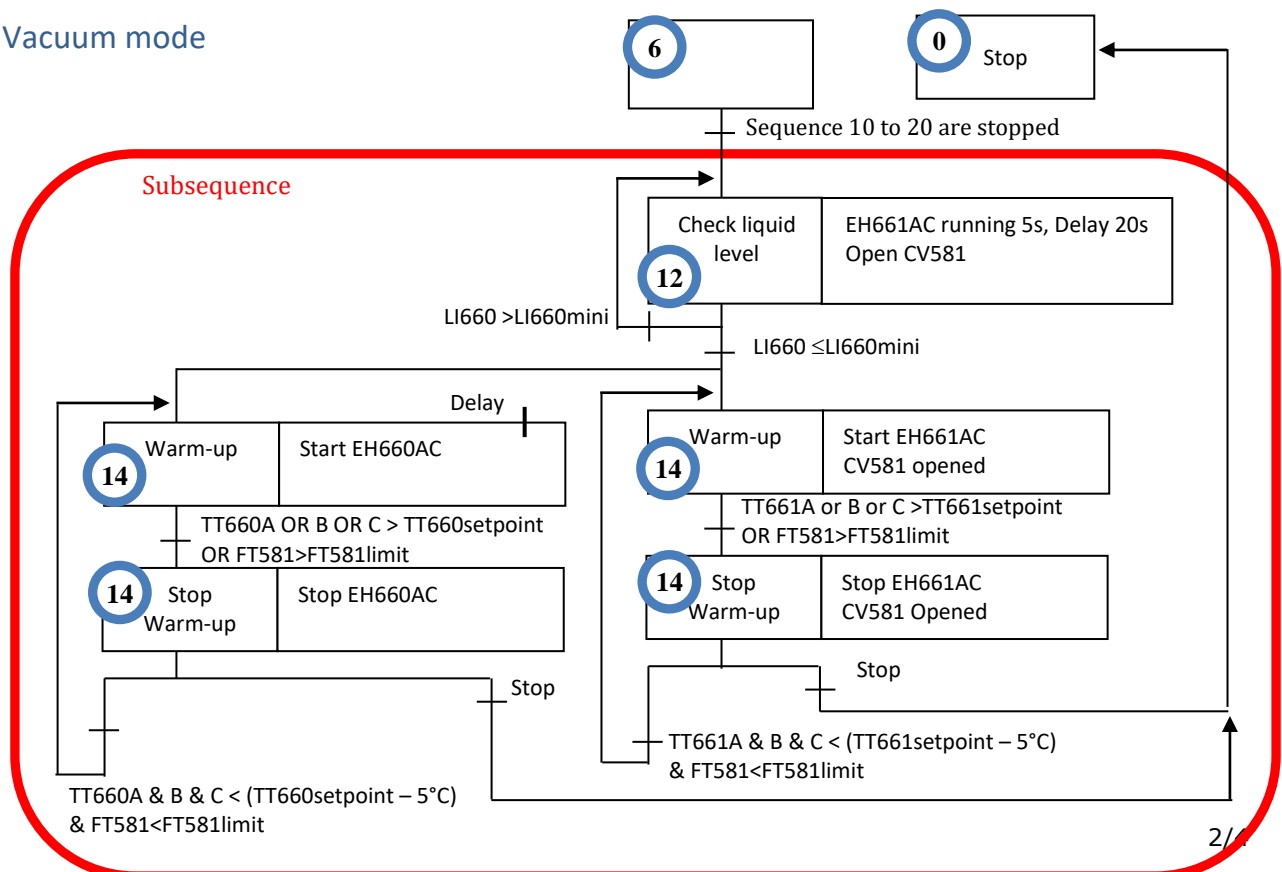 Vacuum mode
6
0
Stop
Sequence 10 to 20 are stopped
Subsequence
Check liquid
level
12
EH661AC running 5s, Delay 20s
Open CV581
LI660 >LI660mini
LI660 ≤LI660mini
Delay
Warm-up
14
Start EH660AC
Warm-up
14
Start EH661AC
CV581 opened
TT660A OR B OR C > TT660setpoint
OR FT581>FT581limit
TT661A or B or C >TT661setpoint
OR FT581>FT581limit
14
Stop
Warm-up
Stop EH660AC
14
Stop
Warm-up
Stop EH661AC
CV581 Opened
Stop
Stop
TT661A & B & C < (TT661setpoint – 5°C)
& FT581<FT581limit
TT660A & B & C < (TT660setpoint – 5°C)
& FT581<FT581limit
2/4